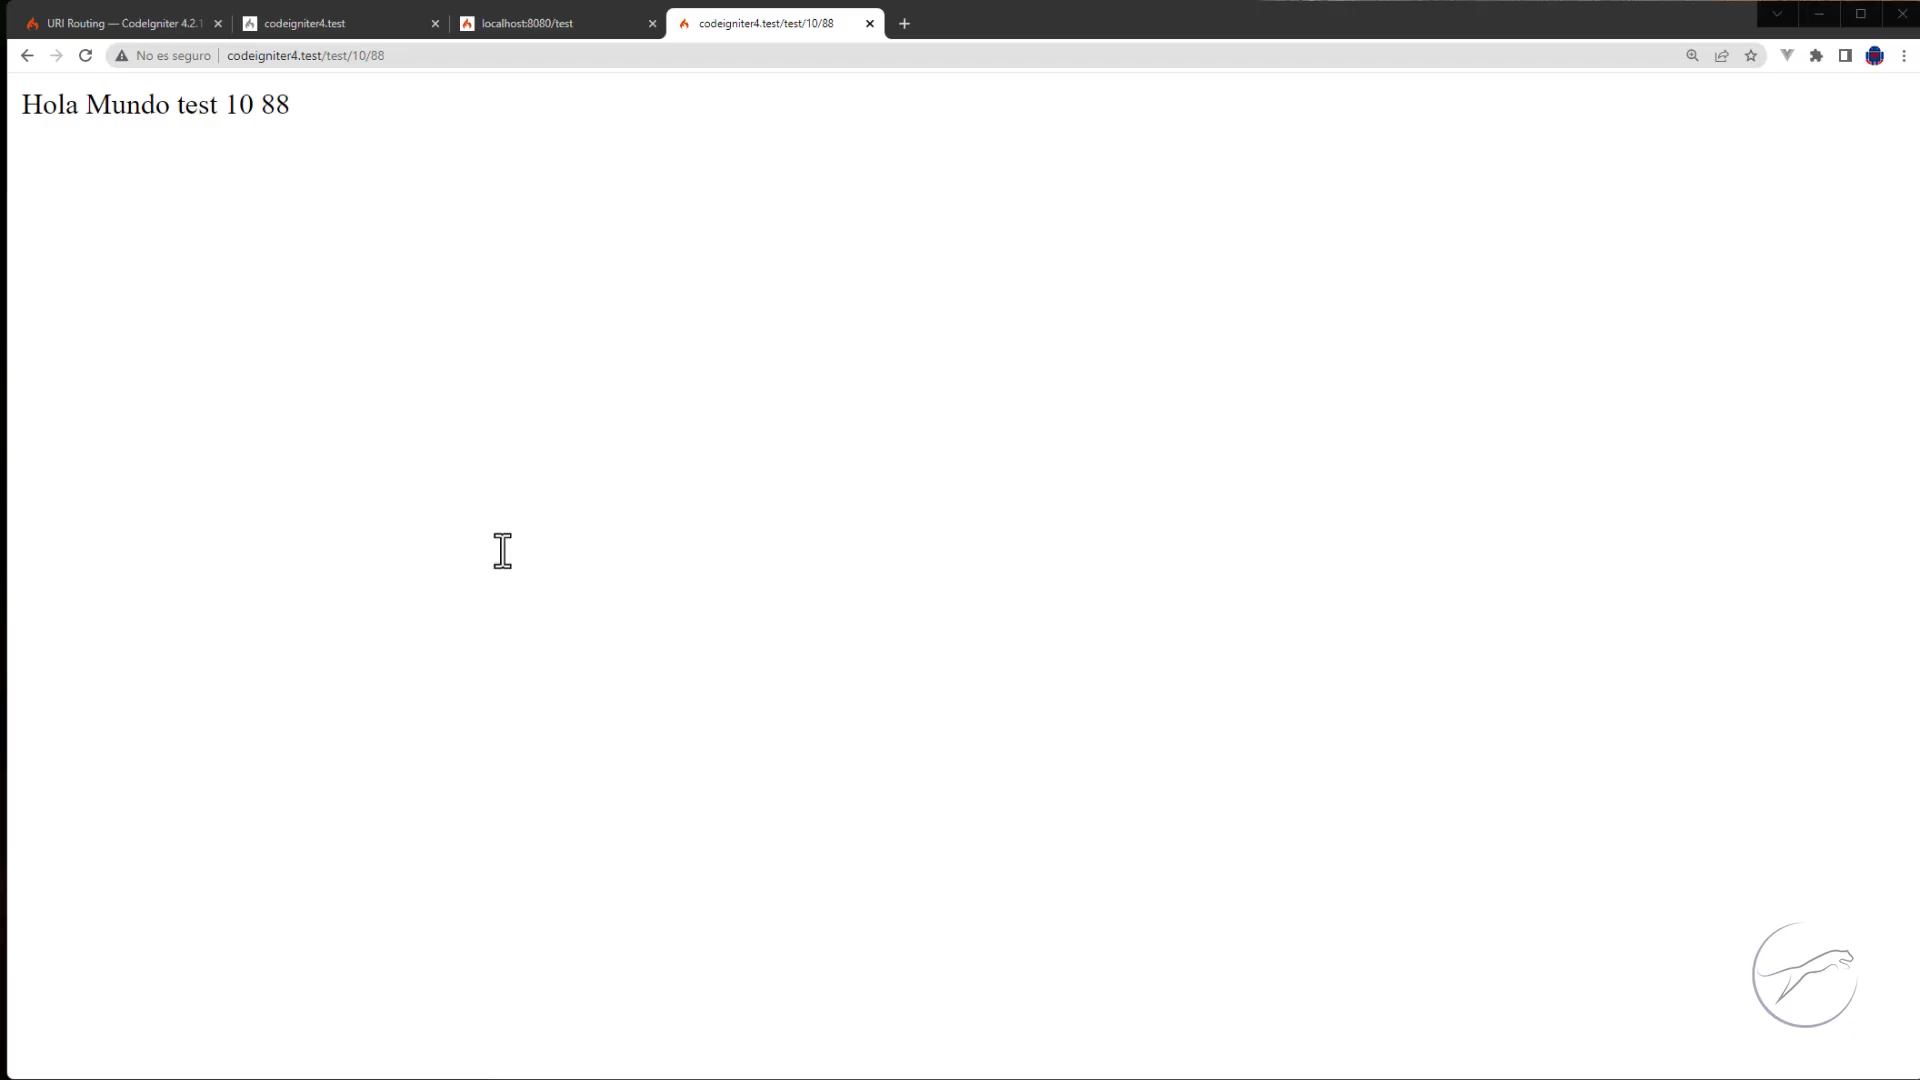 URI Routing — CodeIgniter 4.2.1
codeigniter4.test
localhost:8080/test
codeigniter4.test/test/10/88
No es seguro
codeigniter4.test/test/10/88
Hola Mundo test 10 88